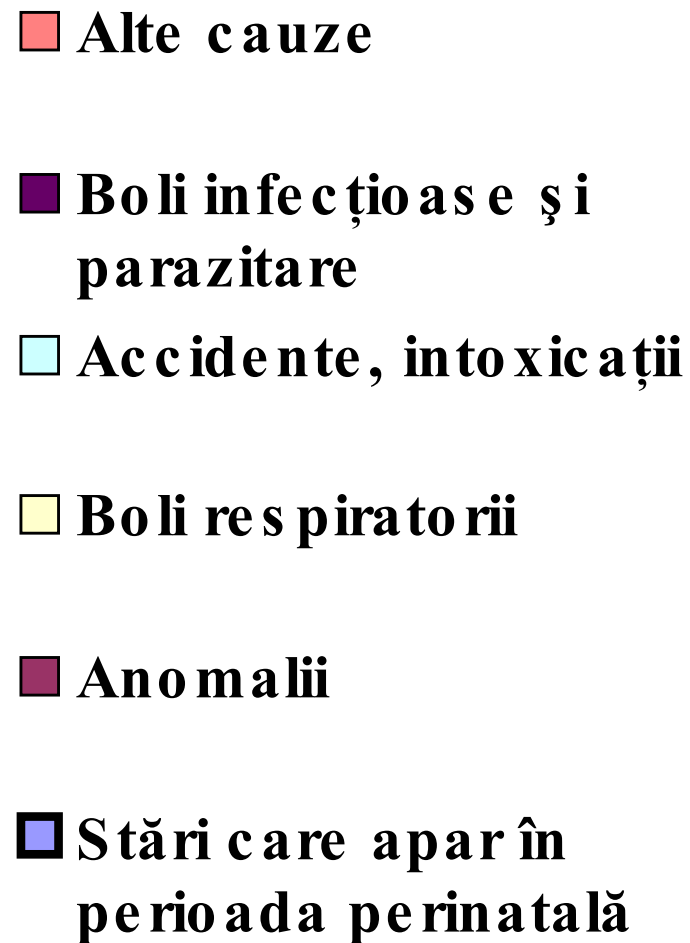 Alte cauze
Boli infecțioase şi
parazitare
Accidente, intoxicații
Boli respiratorii
Anomalii
Stări care apar în
perioada perinatală